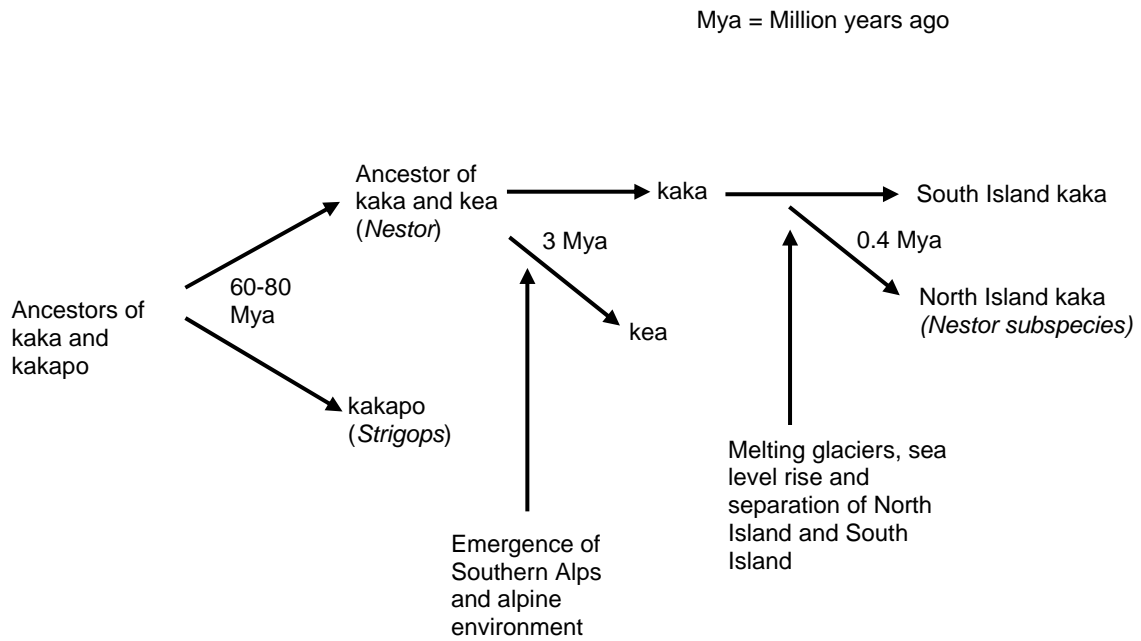 Mya = Million years ago
Ancestor of
kaka and kea
(Nestor)
kaka
South Island kaka
3 Mya
0.4 Mya
60-80
Mya
Ancestors of
kaka and
kakapo
North Island kaka
(Nestor subspecies)
kea
kakapo
(Strigops)
Melting glaciers, sea
level rise and
separation of North
Island and South
Island
Emergence of
Southern Alps
and alpine
environment